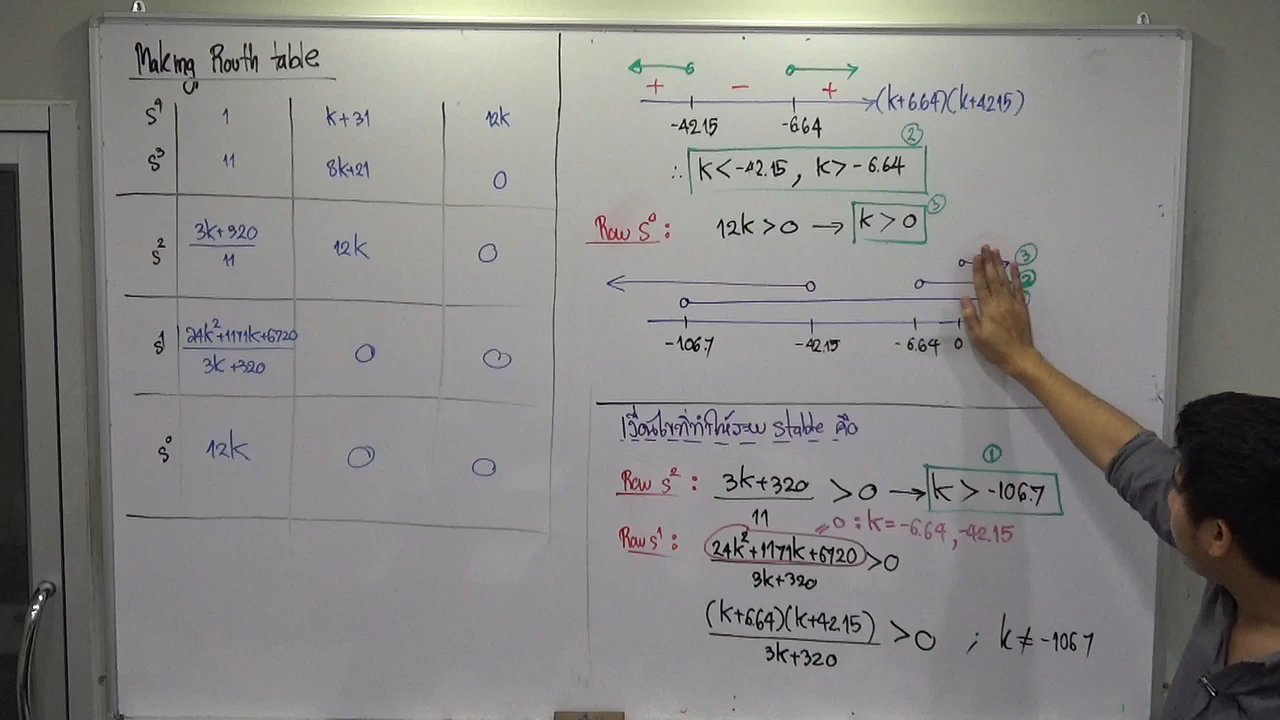 Making Routh table
s⁴ 1 k+31 12k
s³ 11 8k+21 0
s² 3k+320/11 12k 0
s¹ 24k²+1171k+6720/3k+320 0 0
s⁰ 12k 0 0
+ − + (k+6.64)(k+42.15)
-42.15 -6.64
②
∴ k<-42.15 , k>-6.64
③
Row s⁰: 12k>0 → k>0
③
②
-106.7 -42.15 -6.64 0
เงื่อนไขที่ทำให้ระบบ stable คือ
①
Row s²: 3k+320/11 >0 → k > -106.7
=0 : k=-6.64,-42.15
Row s¹: 24k²+1171k+6720/3k+320 >0
(k+6.64)(k+42.15)/3k+320 >0 ; k≠-106.7